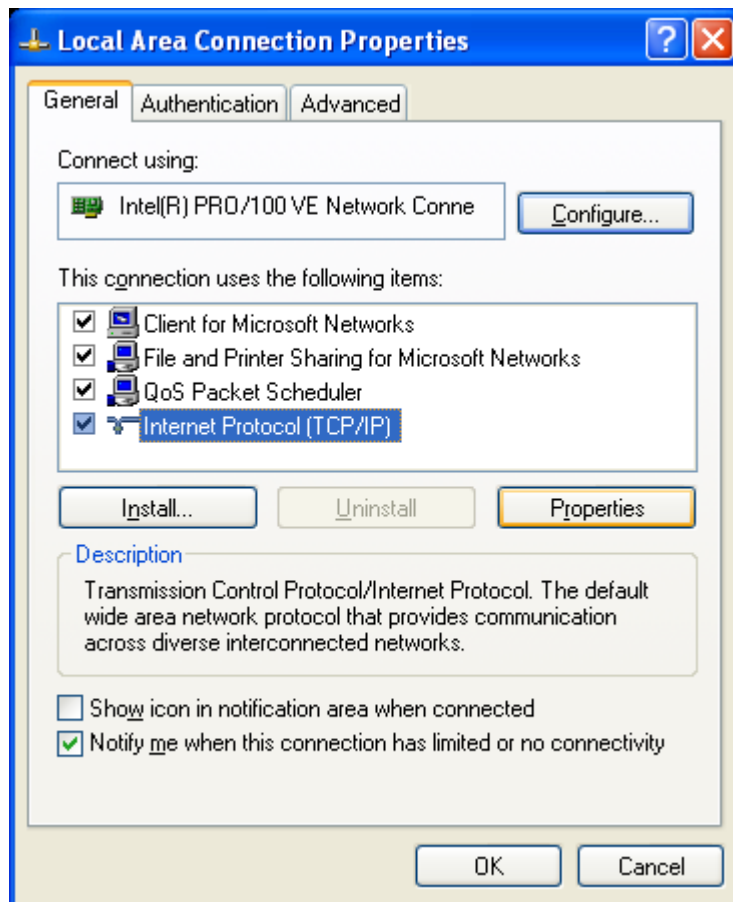 Local Area Connection Properties
General Authentication Advanced
Connect using:
Intel(R) PRO/100 VE Network Conne
Configure...
This connection uses the following items:
Client for Microsoft Networks
File and Printer Sharing for Microsoft Networks
QoS Packet Scheduler
Internet Protocol (TCP/IP)
Install... Uninstall Properties
Description
Transmission Control Protocol/Internet Protocol. The default
wide area network protocol that provides communication
across diverse interconnected networks.
Show icon in notification area when connected
Notify me when this connection has limited or no connectivity
OK Cancel